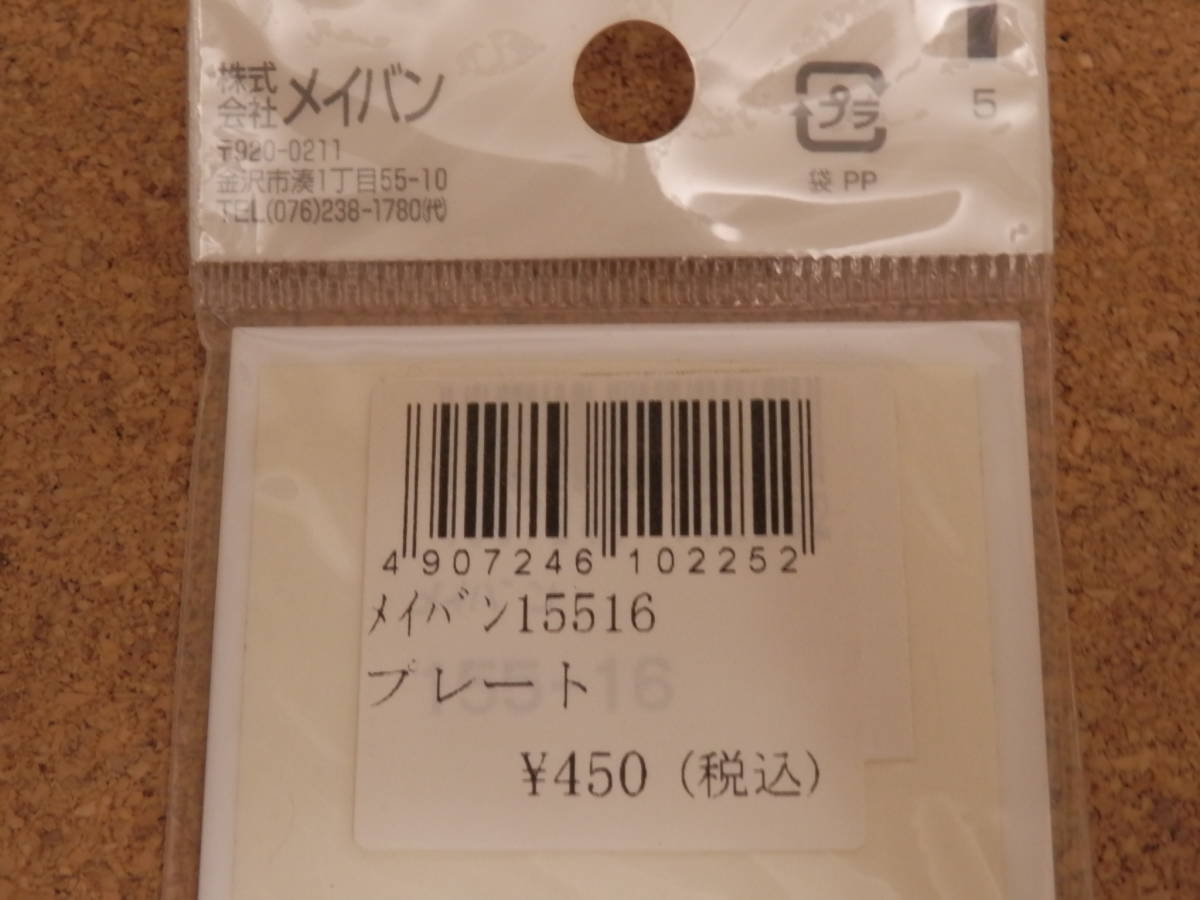 株式会社メイバン
〒920-0211
金沢市湊1丁目55-10
TEL(076)238-1780(代)
プラ
袋 PP
5
4 907246 102252
ﾒｲﾊﾞﾝ15516
プレート
155-16
¥450 (税込)